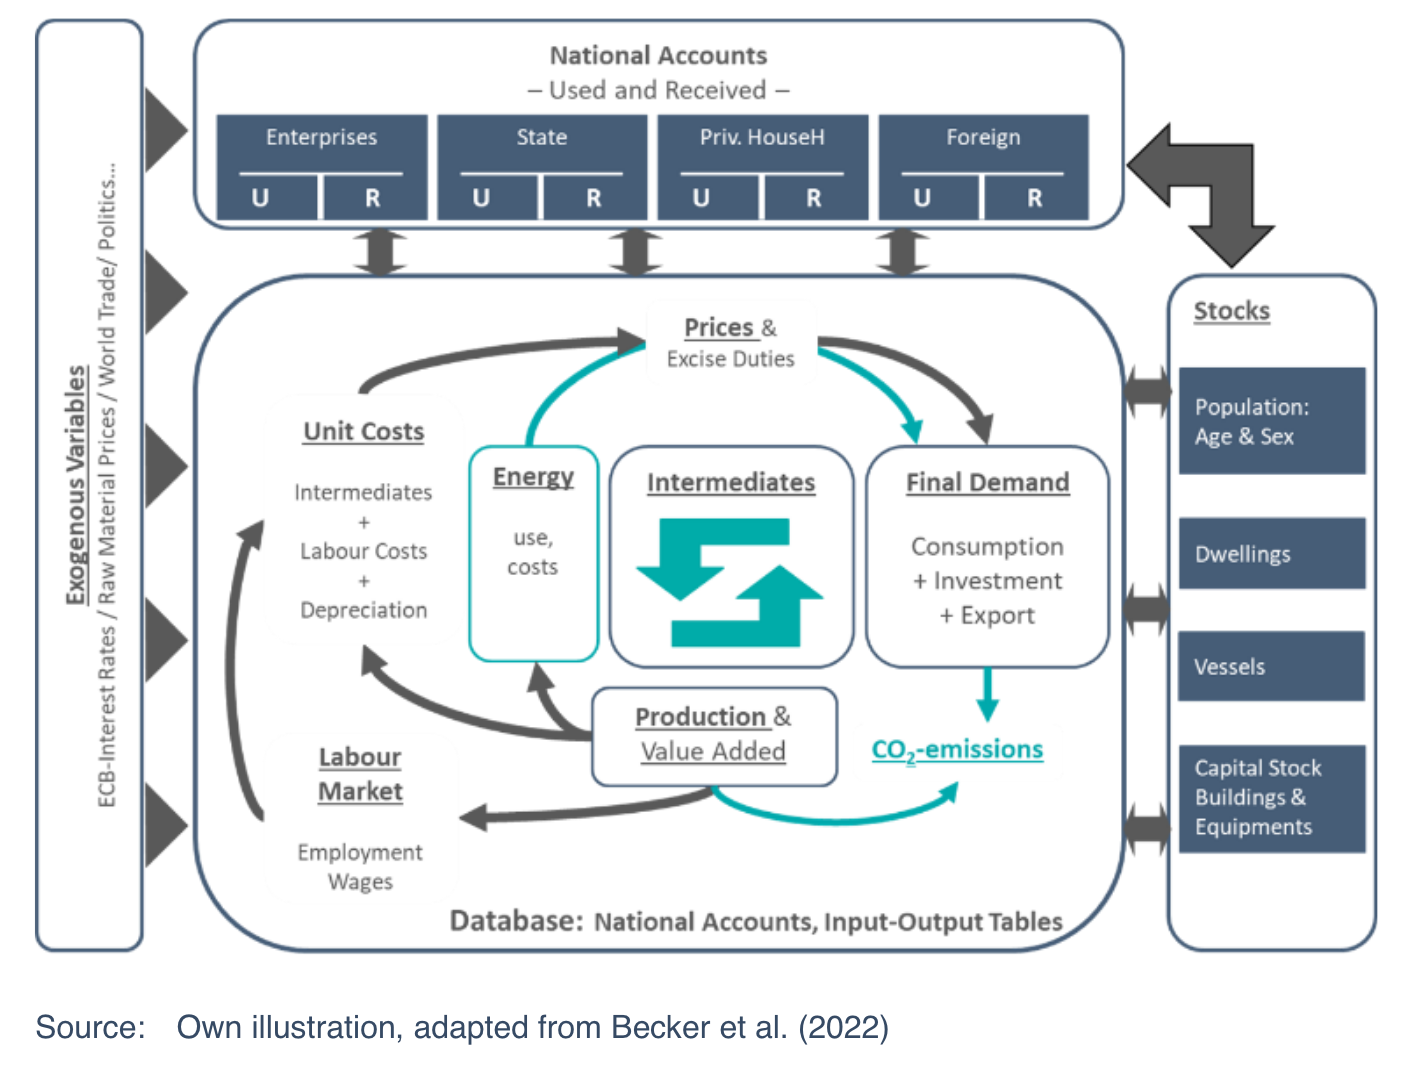 Exogenous Variables
ECB-Interest Rates / Raw Material Prices / World Trade/ Politics...
National Accounts
– Used and Received –
Enterprises
U R
State
U R
Priv. HouseH
U R
Foreign
U R
Prices &
Excise Duties
Unit Costs
Intermediates
+
Labour Costs
+
Depreciation
Energy
use,
costs
Intermediates
Final Demand
Consumption
+ Investment
+ Export
Production &
Value Added
CO₂-emissions
Labour
Market
Employment
Wages
Database: National Accounts, Input-Output Tables
Stocks
Population:
Age & Sex
Dwellings
Vessels
Capital Stock
Buildings &
Equipments
Source: Own illustration, adapted from Becker et al. (2022)